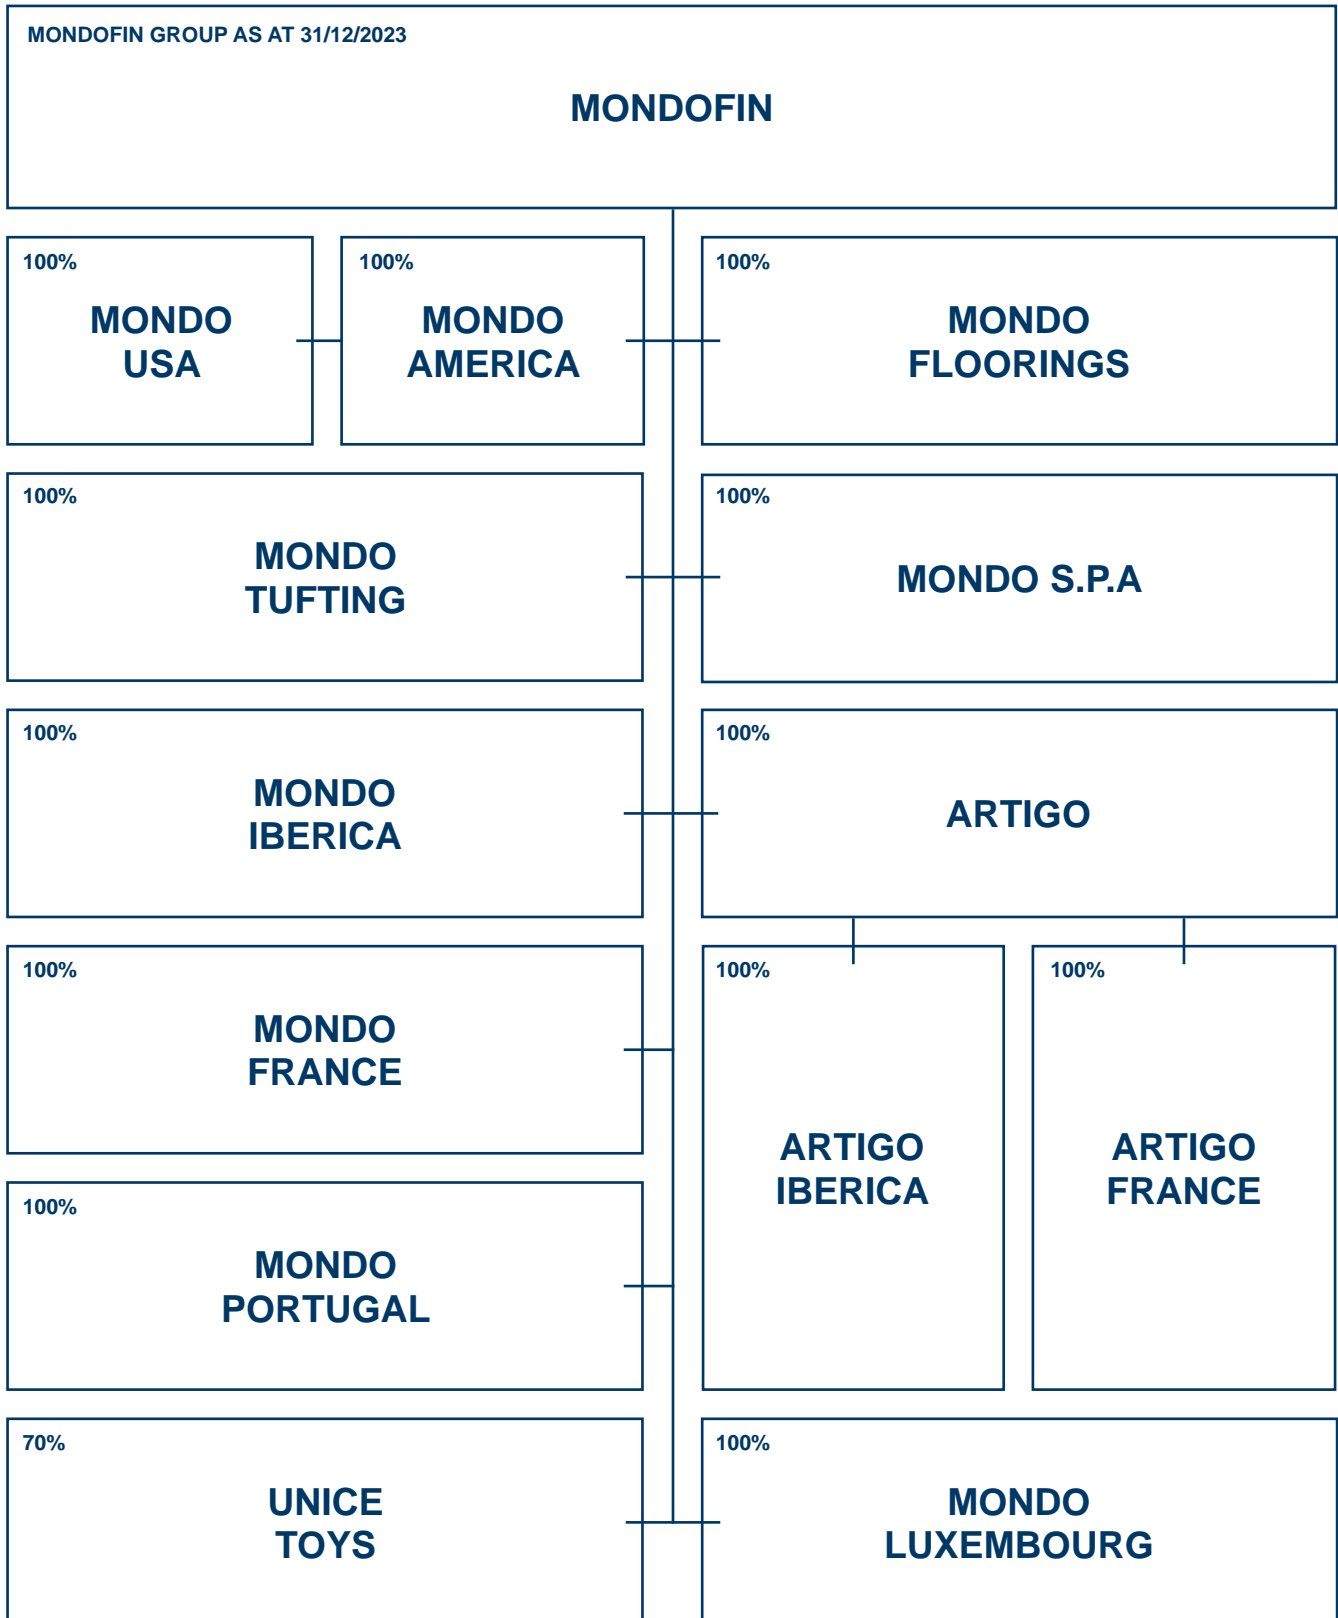 MONDOFIN GROUP AS AT 31/12/2023
MONDOFIN
100%
MONDO
USA
100%
MONDO
AMERICA
100%
MONDO
FLOORINGS
100%
MONDO
TUFTING
100%
MONDO S.P.A
100%
MONDO
IBERICA
100%
ARTIGO
100%
MONDO
FRANCE
100%
ARTIGO
IBERICA
100%
ARTIGO
FRANCE
100%
MONDO
PORTUGAL
70%
UNICE
TOYS
100%
MONDO
LUXEMBOURG